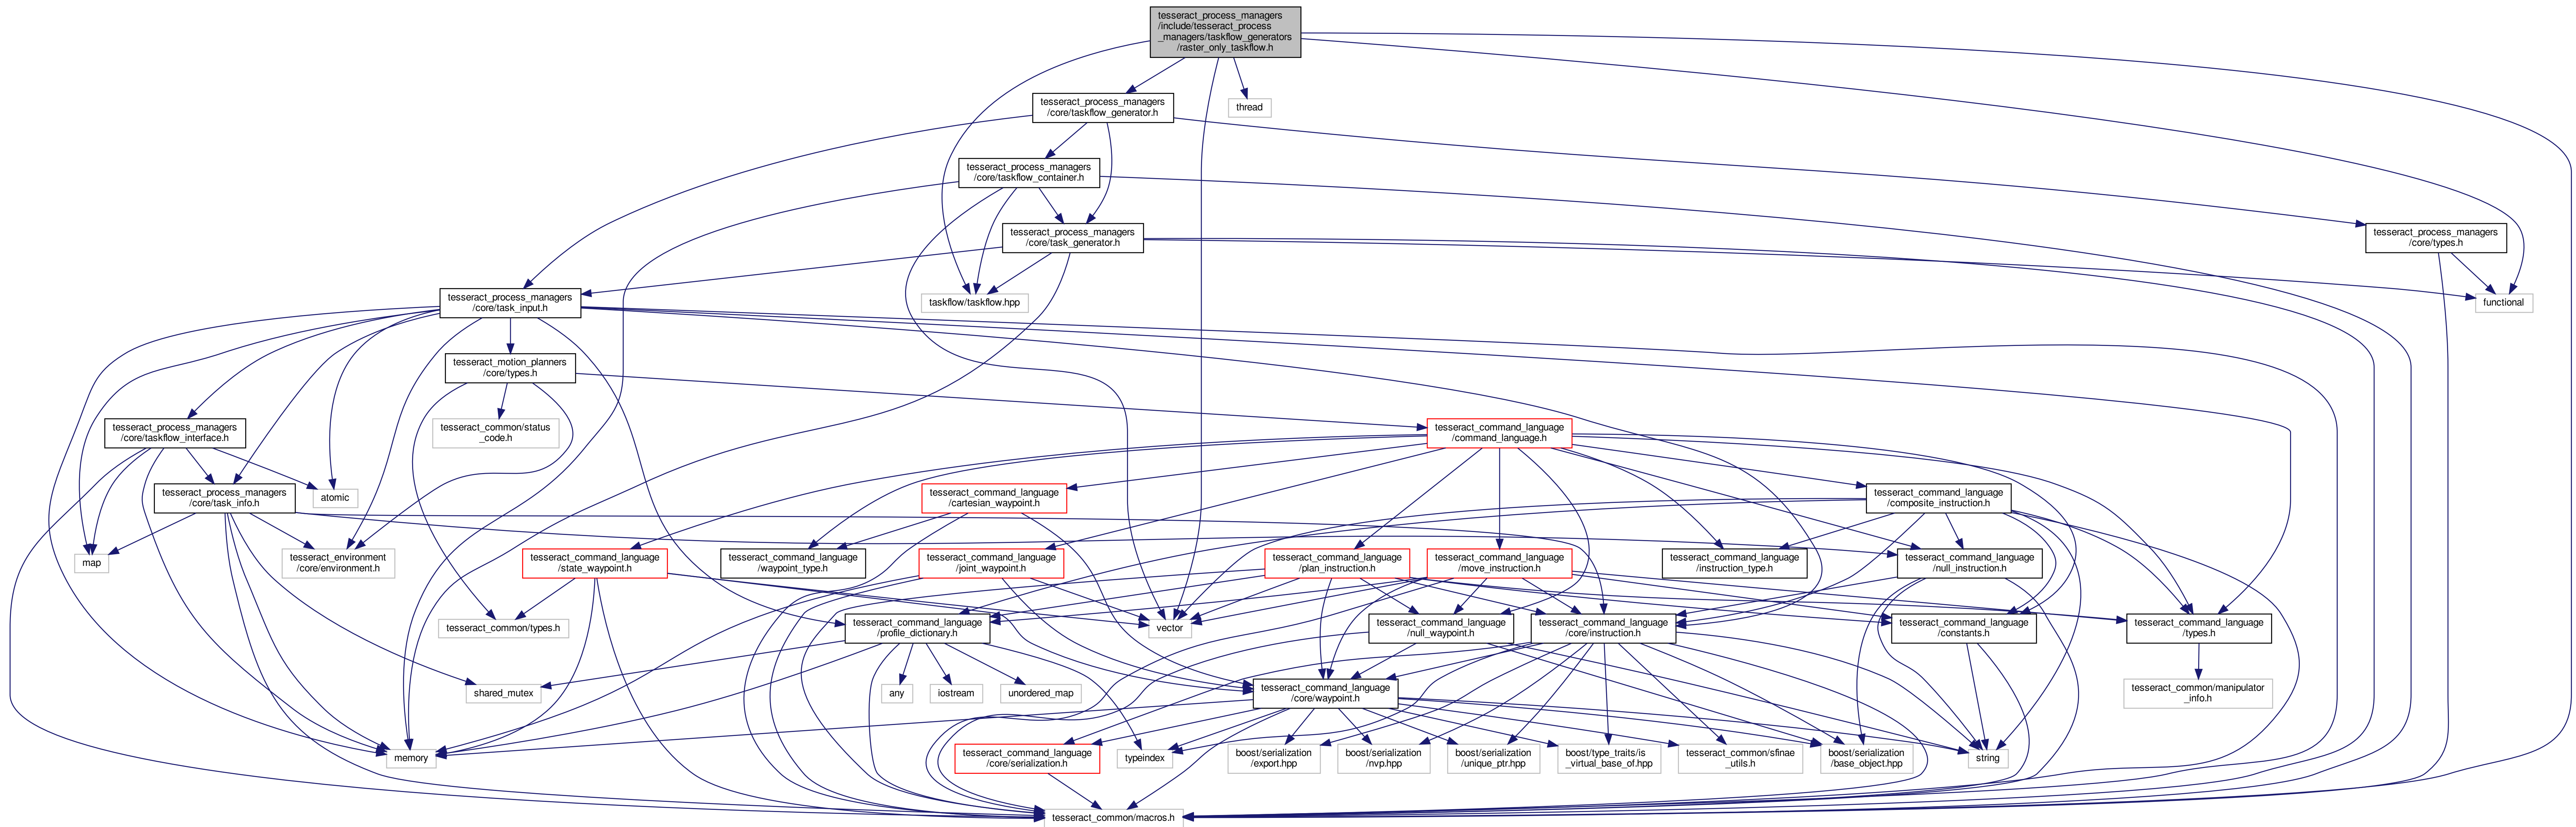 tesseract_process_managers
/include/tesseract_process
_managers/taskflow_generators
/raster_only_taskflow.h
tesseract_process_managers
/core/taskflow_generator.h
thread
tesseract_process_managers
/core/taskflow_container.h
tesseract_process_managers
/core/task_generator.h
tesseract_process_managers
/core/types.h
tesseract_process_managers
/core/task_input.h
taskflow/taskflow.hpp
functional
tesseract_motion_planners
/core/types.h
tesseract_process_managers
/core/taskflow_interface.h
tesseract_common/status
_code.h
tesseract_command_language
/command_language.h
tesseract_process_managers
/core/task_info.h
atomic
tesseract_command_language
/cartesian_waypoint.h
tesseract_command_language
/composite_instruction.h
map
tesseract_environment
/core/environment.h
tesseract_command_language
/state_waypoint.h
tesseract_command_language
/waypoint_type.h
tesseract_command_language
/joint_waypoint.h
tesseract_command_language
/plan_instruction.h
tesseract_command_language
/move_instruction.h
tesseract_command_language
/instruction_type.h
tesseract_command_language
/null_instruction.h
tesseract_common/types.h
tesseract_command_language
/profile_dictionary.h
vector
tesseract_command_language
/null_waypoint.h
tesseract_command_language
/core/instruction.h
tesseract_command_language
/constants.h
tesseract_command_language
/types.h
shared_mutex
any
iostream
unordered_map
tesseract_command_language
/core/waypoint.h
tesseract_common/manipulator
_info.h
memory
tesseract_command_language
/core/serialization.h
typeindex
boost/serialization
/export.hpp
boost/serialization
/nvp.hpp
boost/serialization
/unique_ptr.hpp
boost/type_traits/is
_virtual_base_of.hpp
tesseract_common/sfinae
_utils.h
boost/serialization
/base_object.hpp
string
tesseract_common/macros.h